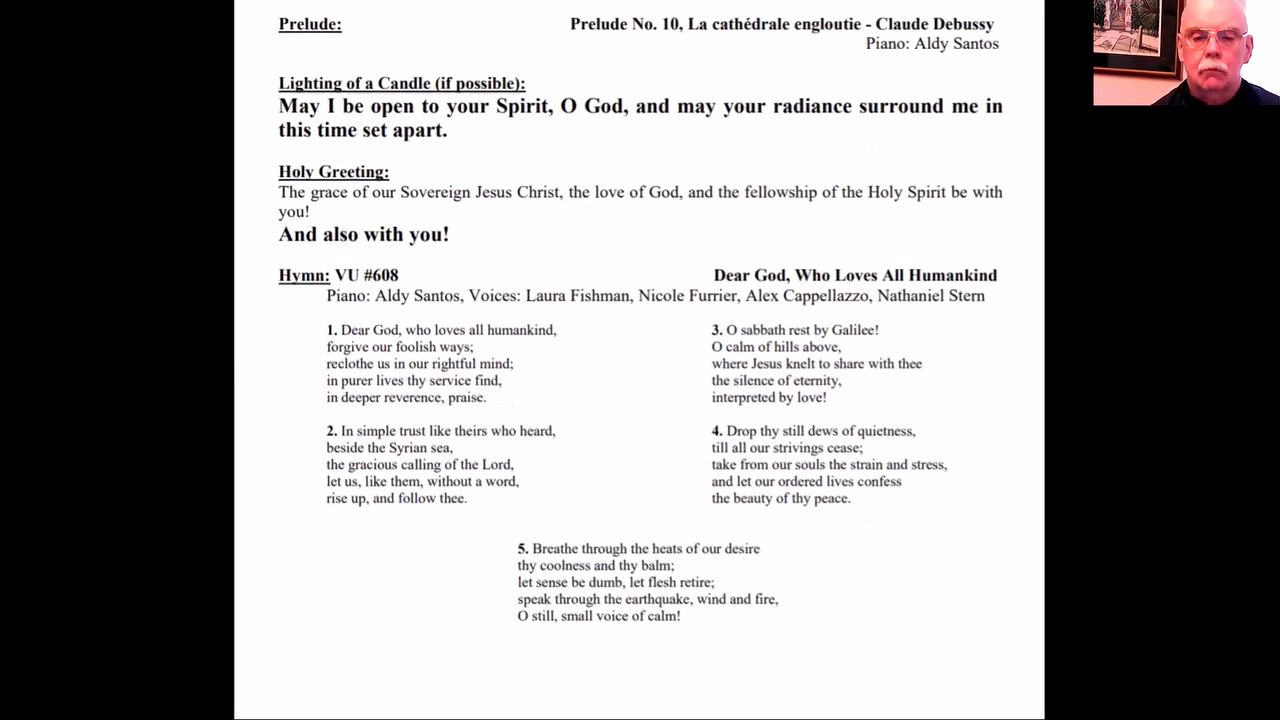 Prelude: Prelude No. 10, La cathédrale engloutie - Claude Debussy
Piano: Aldy Santos
Lighting of a Candle (if possible):
May I be open to your Spirit, O God, and may your radiance surround me in
this time set apart.
Holy Greeting:
The grace of our Sovereign Jesus Christ, the love of God, and the fellowship of the Holy Spirit be with
you!
And also with you!
Hymn: VU #608 Dear God, Who Loves All Humankind
Piano: Aldy Santos, Voices: Laura Fishman, Nicole Furrier, Alex Cappellazzo, Nathaniel Stern
1. Dear God, who loves all humankind,
forgive our foolish ways;
reclothe us in our rightful mind;
in purer lives thy service find,
in deeper reverence, praise.
2. In simple trust like theirs who heard,
beside the Syrian sea,
the gracious calling of the Lord,
let us, like them, without a word,
rise up, and follow thee.
3. O sabbath rest by Galilee!
O calm of hills above,
where Jesus knelt to share with thee
the silence of eternity,
interpreted by love!
4. Drop thy still dews of quietness,
till all our strivings cease;
take from our souls the strain and stress,
and let our ordered lives confess
the beauty of thy peace.
5. Breathe through the heats of our desire
thy coolness and thy balm;
let sense be dumb, let flesh retire;
speak through the earthquake, wind and fire,
O still, small voice of calm!